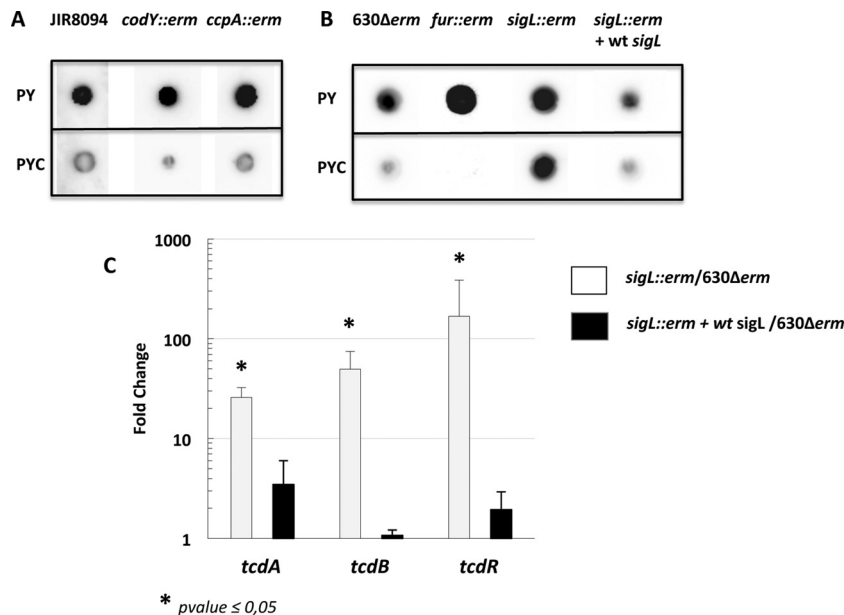 A
JIR8094 codY::erm ccpA::erm
PY
PYC
B
630Δerm fur::erm sigL::erm sigL::erm
+ wt sigL
PY
PYC
C
1000
100
10
1
Fold Change
*
*
*
tcdA tcdB tcdR
* pvalue ≤ 0,05
sigL::erm/630Δerm
sigL::erm + wt sigL /630Δerm